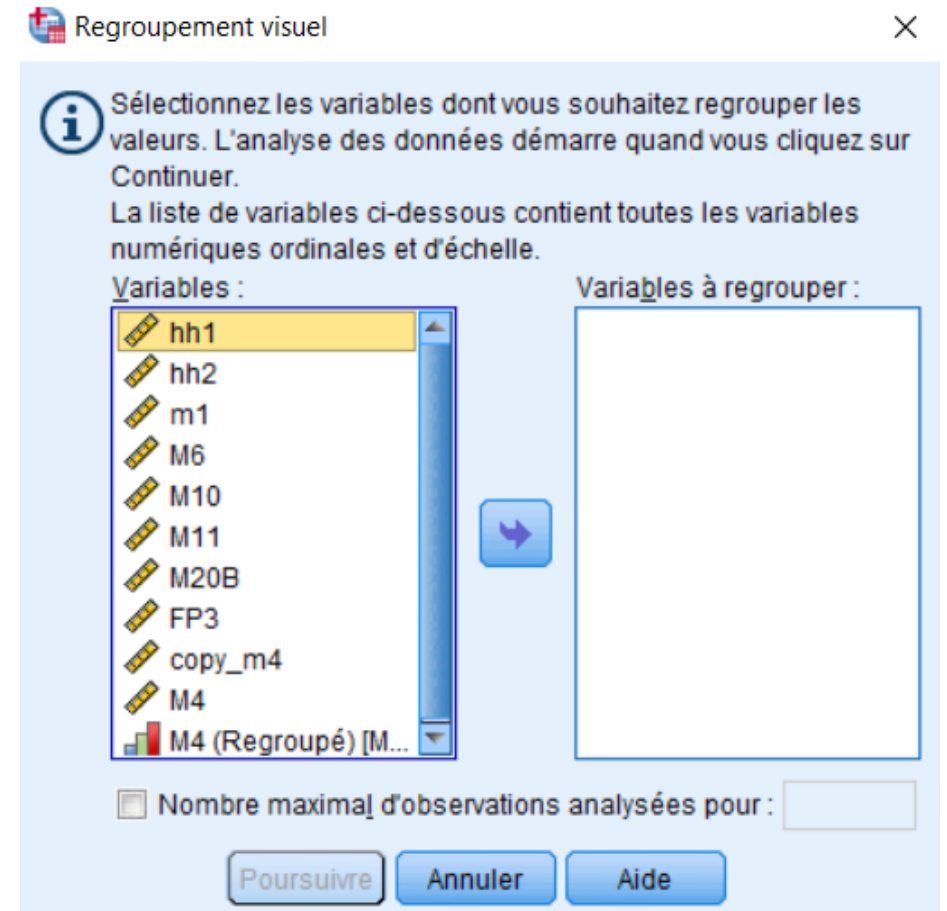 Regroupement visuel
Sélectionnez les variables dont vous souhaitez regrouper les
valeurs. L'analyse des données démarre quand vous cliquez sur
Continuer.
La liste de variables ci-dessous contient toutes les variables
numériques ordinales et d'échelle.
Variables :
hh1
hh2
m1
M6
M10
M11
M20B
FP3
copy_m4
M4
M4 (Regroupé) [M...
Variables à regrouper :
Nombre maximal d'observations analysées pour :
Poursuivre
Annuler
Aide